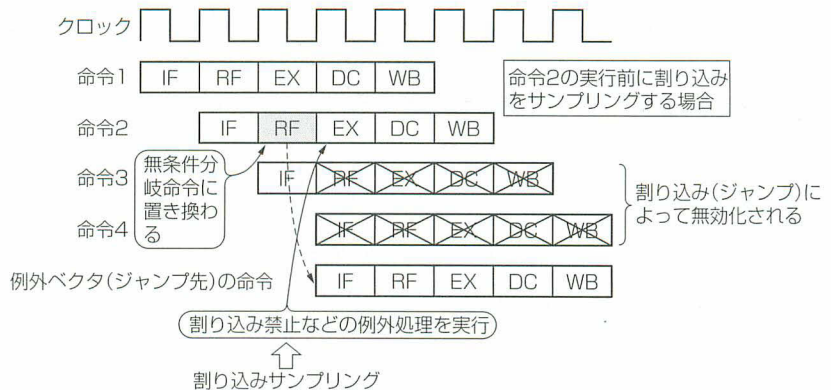 クロック
命令1 IF RF EX DC WB
命令2の実行前に割り込み
をサンプリングする場合
命令2 IF RF EX DC WB
無条件分
岐命令に
置き換わ
る
命令3 IF RF EX DC WB
命令4 IF RF EX DC WB
割り込み(ジャンプ)に
よって無効化される
例外ベクタ(ジャンプ先)の命令 IF RF EX DC WB
割り込み禁止などの例外処理を実行
割り込みサンプリング